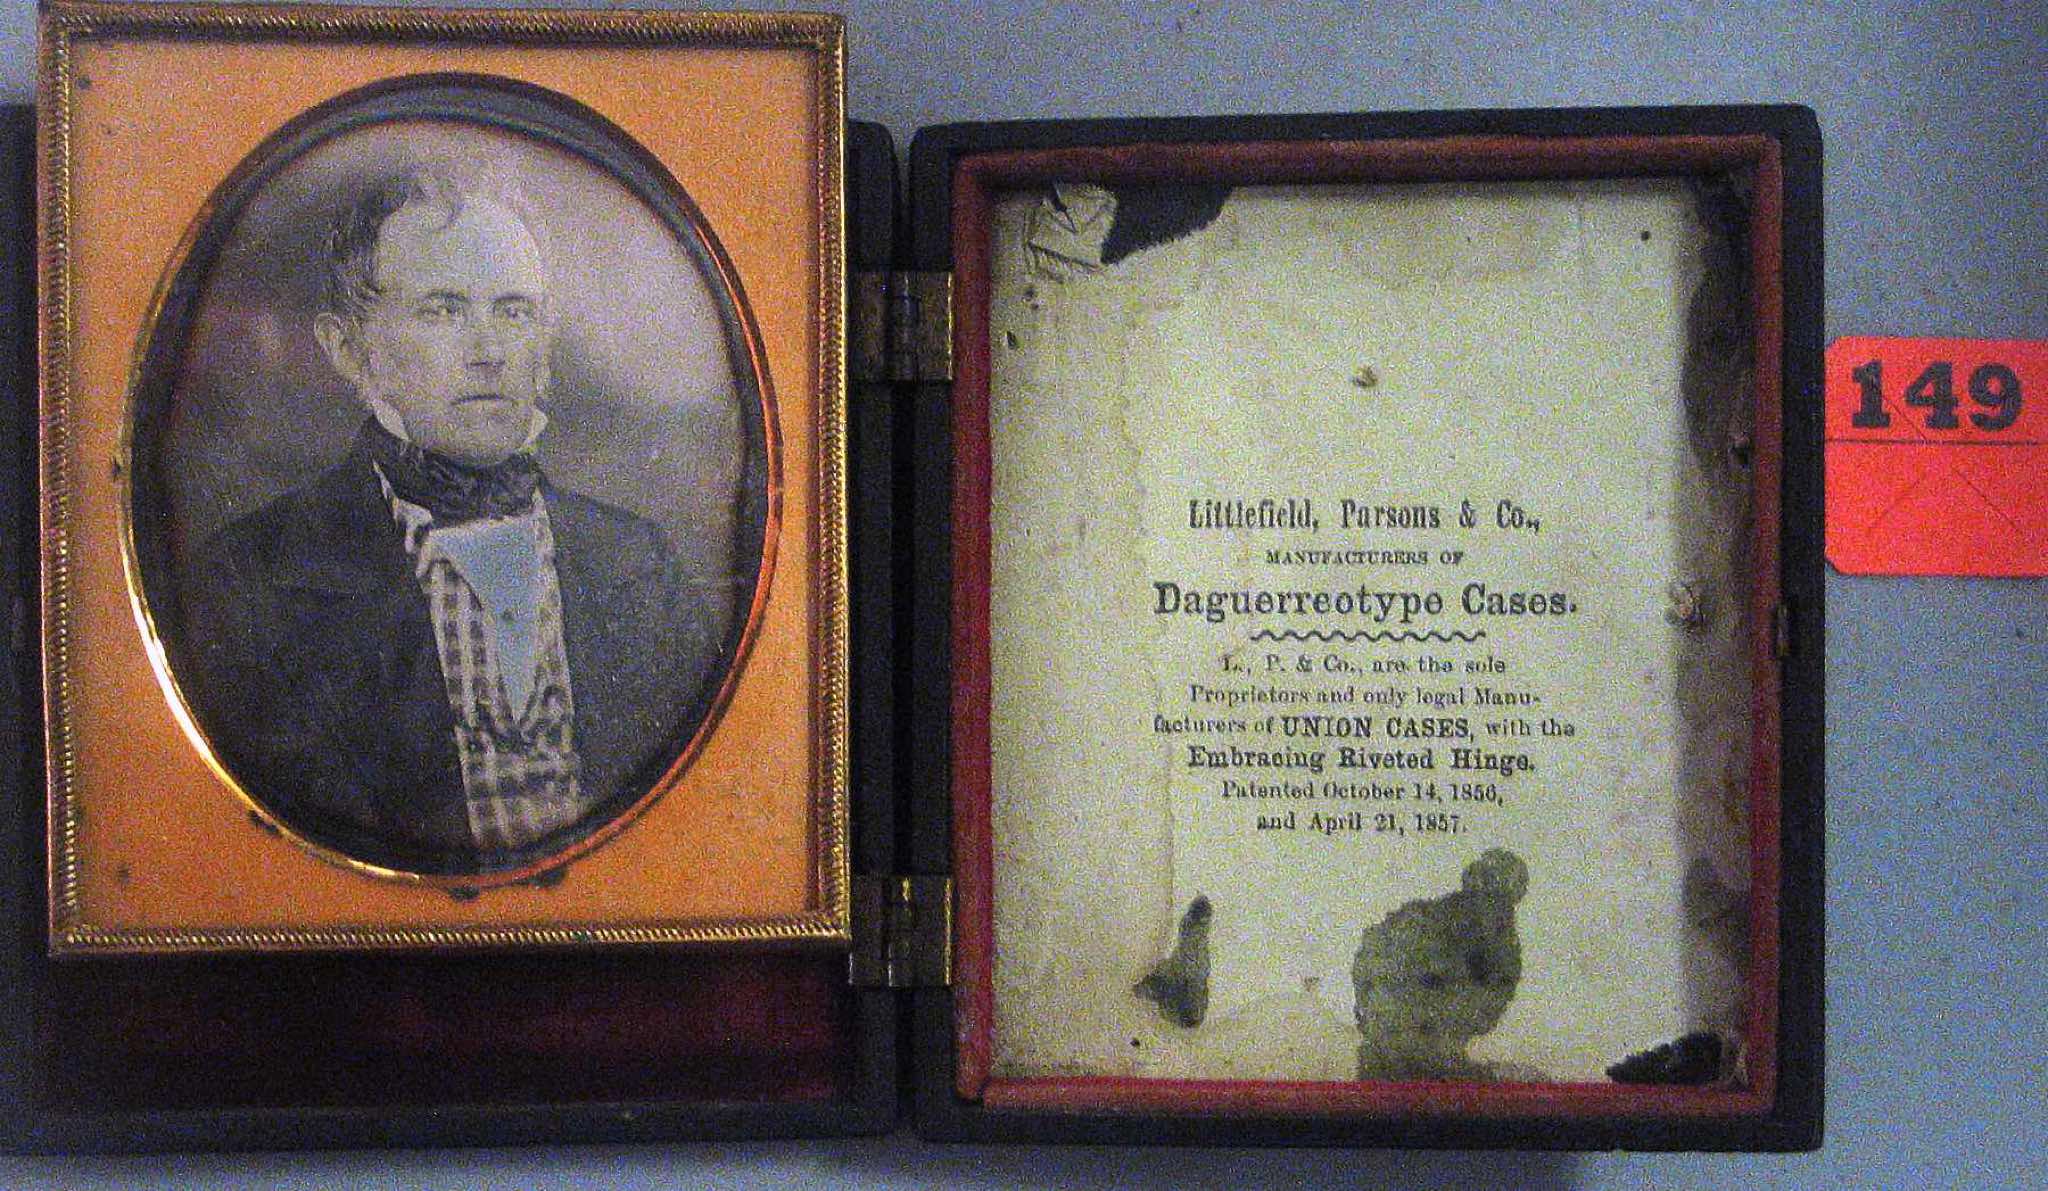 Littlefield, Parsons & Co.,
MANUFACTURERS OF
Daguerreotype Cases.
L., P. & Co., are the sole
Proprietors and only legal Manu-
facturers of UNION CASES, with the
Embracing Riveted Hinge.
Patented October 14, 1856,
and April 21, 1857.
149